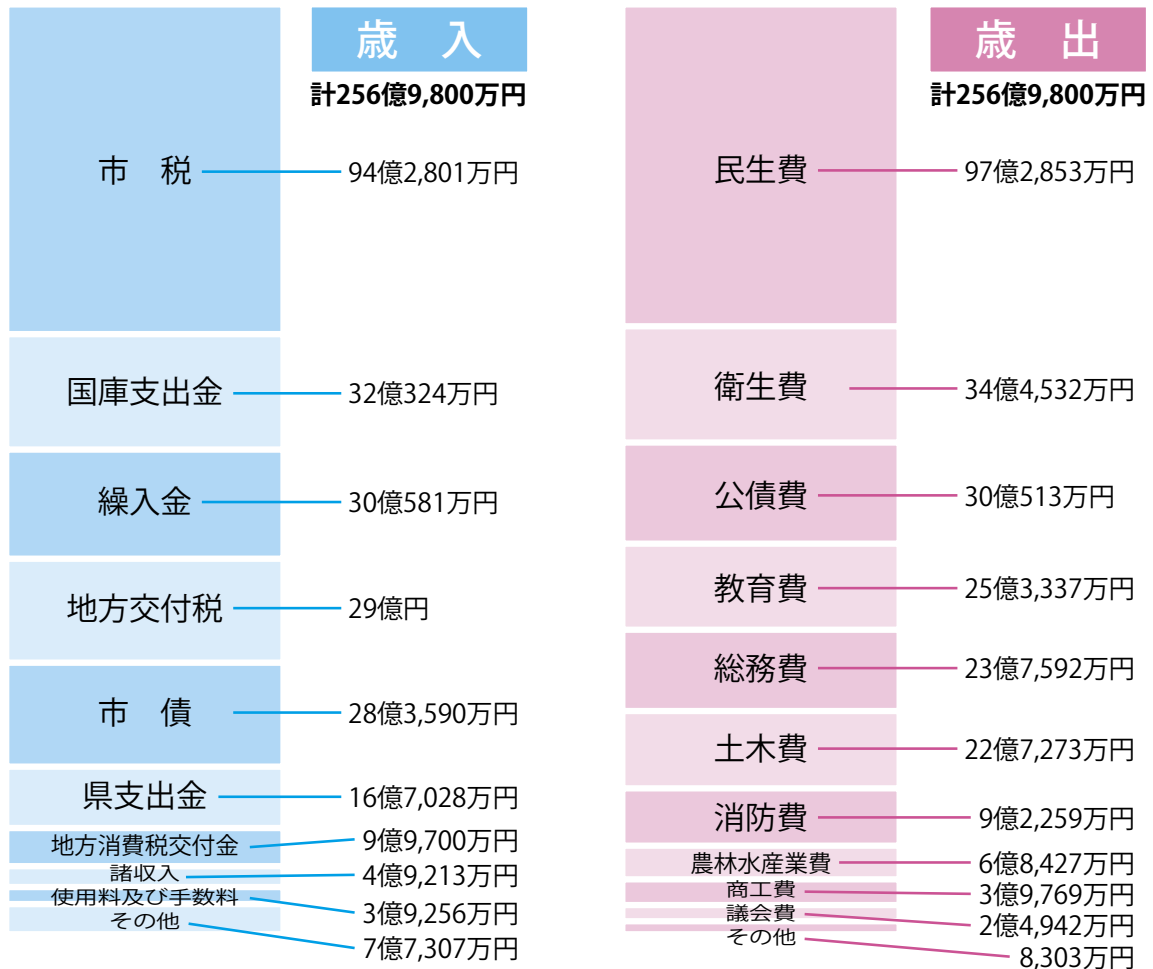 歳 入
計256億9,800万円
市 税 94億2,801万円
国庫支出金 32億324万円
繰入金 30億581万円
地方交付税 29億円
市 債 28億3,590万円
県支出金 16億7,028万円
地方消費税交付金 9億9,700万円
諸収入 4億9,213万円
使用料及び手数料 3億9,256万円
その他 7億7,307万円
歳 出
計256億9,800万円
民生費 97億2,853万円
衛生費 34億4,532万円
公債費 30億513万円
教育費 25億3,337万円
総務費 23億7,592万円
土木費 22億7,273万円
消防費 9億2,259万円
農林水産業費 6億8,427万円
商工費 3億9,769万円
議会費 2億4,942万円
その他 8,303万円